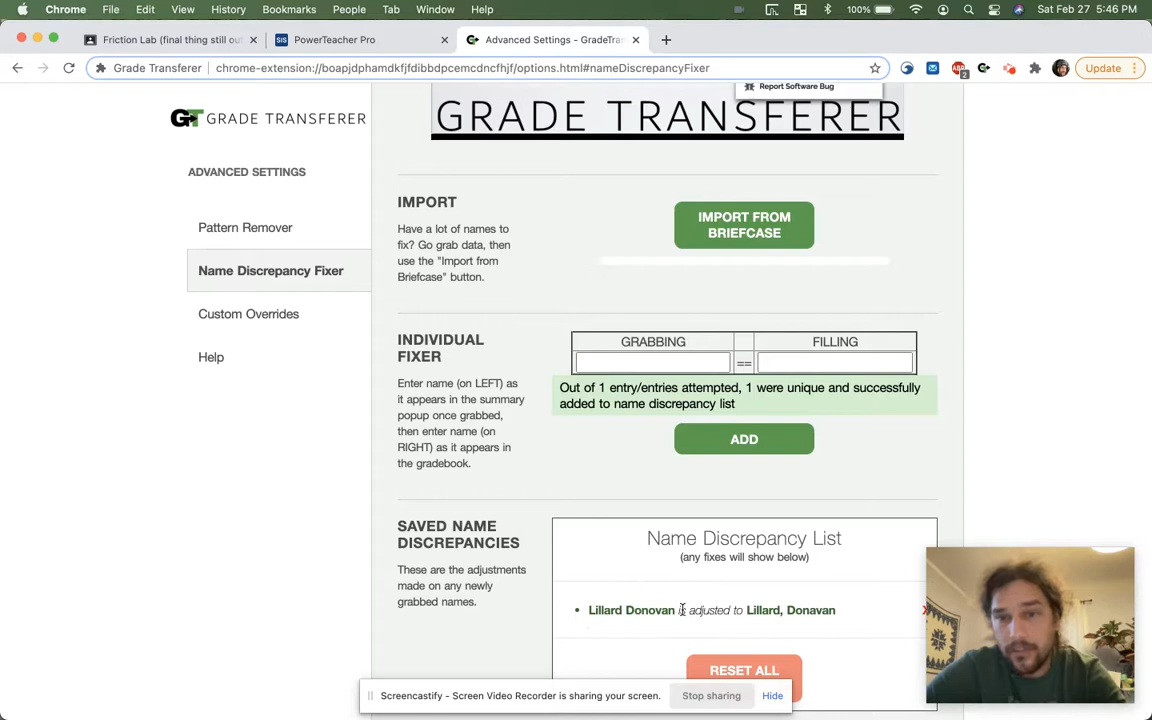 Chrome File Edit View History Bookmarks People Tab Window Help 100% Sat Feb 27 5:46 PM
Friction Lab (final thing still ou
PowerTeacher Pro
Advanced Settings - GradeTran
Grade Transferer chrome-extension://boapjdphamdkfjfdibbdpcemcdncfhjf/options.html#nameDiscrepancyFixer
2
Update
Report Software Bug
GT GRADE TRANSFERER
GRADE TRANSFERER
ADVANCED SETTINGS
Pattern Remover
Name Discrepancy Fixer
Custom Overrides
Help
IMPORT
Have a lot of names to
fix? Go grab data, then
use the "Import from
Briefcase" button.
IMPORT FROM
BRIEFCASE
INDIVIDUAL
FIXER
Enter name (on LEFT) as
it appears in the summary
popup once grabbed,
then enter name (on
RIGHT) as it appears in
the gradebook.
GRABBING FILLING
==
Out of 1 entry/entries attempted, 1 were unique and successfully
added to name discrepancy list
ADD
SAVED NAME
DISCREPANCIES
These are the adjustments
made on any newly
grabbed names.
Name Discrepancy List
(any fixes will show below)
• Lillard Donovan is adjusted to Lillard, Donavan
RESET ALL
Screencastify - Screen Video Recorder is sharing your screen.
Stop sharing
Hide